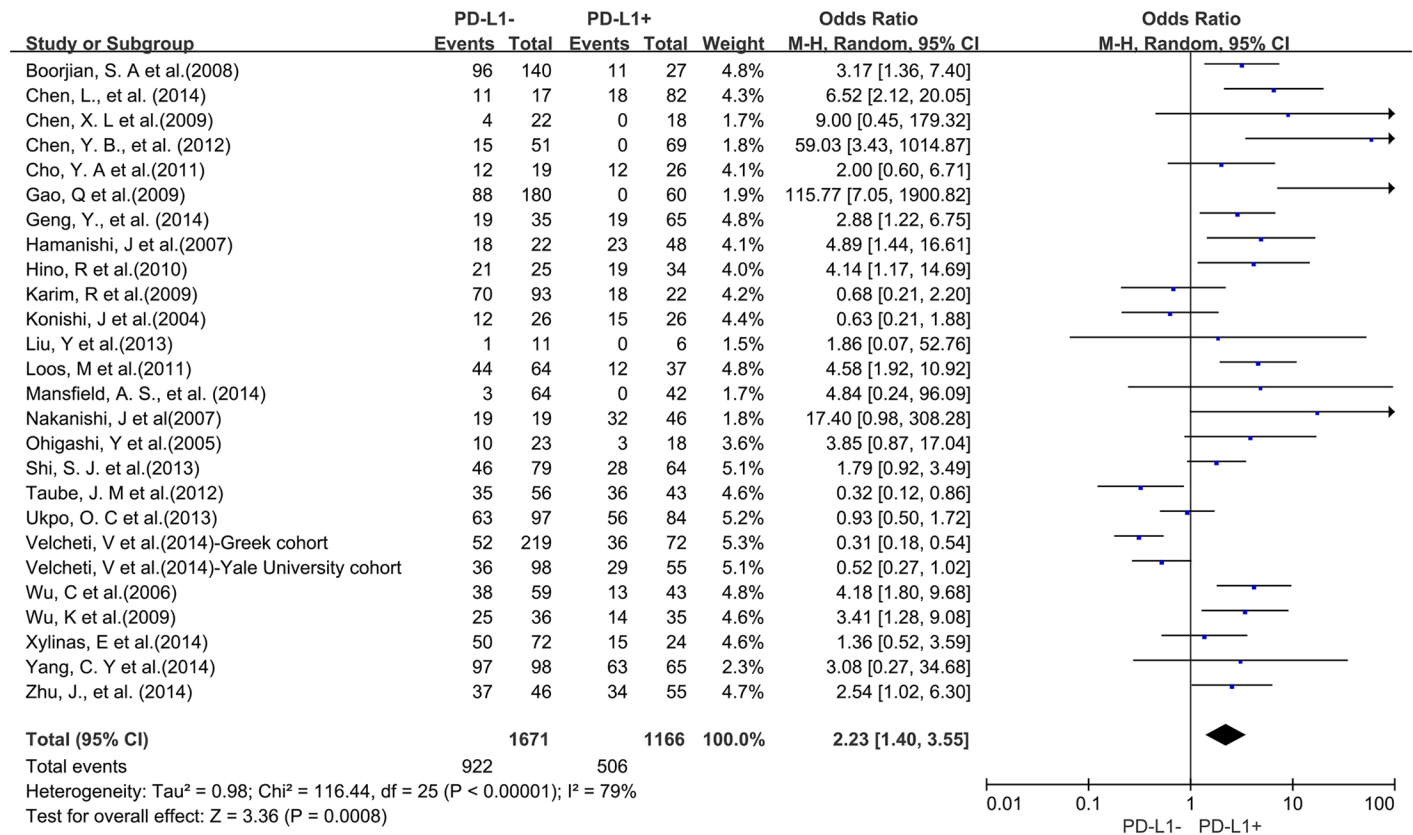 PD-L1- PD-L1+ Odds Ratio Odds Ratio
Study or Subgroup Events Total Events Total Weight M-H, Random, 95% CI M-H, Random, 95% CI
Boorjian, S. A et al.(2008) 96 140 11 27 4.8% 3.17 [1.36, 7.40]
Chen, L., et al. (2014) 11 17 18 82 4.3% 6.52 [2.12, 20.05]
Chen, X. L et al.(2009) 4 22 0 18 1.7% 9.00 [0.45, 179.32]
Chen, Y. B., et al. (2012) 15 51 0 69 1.8% 59.03 [3.43, 1014.87]
Cho, Y. A et al.(2011) 12 19 12 26 4.1% 2.00 [0.60, 6.71]
Gao, Q et al.(2009) 88 180 0 60 1.9% 115.77 [7.05, 1900.82]
Geng, Y., et al. (2014) 19 35 19 65 4.8% 2.88 [1.22, 6.75]
Hamanishi, J et al.(2007) 18 22 23 48 4.1% 4.89 [1.44, 16.61]
Hino, R et al.(2010) 21 25 19 34 4.0% 4.14 [1.17, 14.69]
Karim, R et al.(2009) 70 93 18 22 4.2% 0.68 [0.21, 2.20]
Konishi, J et al.(2004) 12 26 15 26 4.4% 0.63 [0.21, 1.88]
Liu, Y et al.(2013) 1 11 0 6 1.5% 1.86 [0.07, 52.76]
Loos, M et al.(2011) 44 64 12 37 4.8% 4.58 [1.92, 10.92]
Mansfield, A. S., et al. (2014) 3 64 0 42 1.7% 4.84 [0.24, 96.09]
Nakanishi, J et al(2007) 19 19 32 46 1.8% 17.40 [0.98, 308.28]
Ohigashi, Y et al.(2005) 10 23 3 18 3.6% 3.85 [0.87, 17.04]
Shi, S. J. et al.(2013) 46 79 28 64 5.1% 1.79 [0.92, 3.49]
Taube, J. M et al.(2012) 35 56 36 43 4.6% 0.32 [0.12, 0.86]
Ukpo, O. C et al.(2013) 63 97 56 84 5.2% 0.93 [0.50, 1.72]
Velcheti, V et al.(2014)-Greek cohort 52 219 36 72 5.3% 0.31 [0.18, 0.54]
Velcheti, V et al.(2014)-Yale University cohort 36 98 29 55 5.1% 0.52 [0.27, 1.02]
Wu, C et al.(2006) 38 59 13 43 4.8% 4.18 [1.80, 9.68]
Wu, K et al.(2009) 25 36 14 35 4.6% 3.41 [1.28, 9.08]
Xylinas, E et al.(2014) 50 72 15 24 4.6% 1.36 [0.52, 3.59]
Yang, C. Y et al.(2014) 97 98 63 65 2.3% 3.08 [0.27, 34.68]
Zhu, J., et al. (2014) 37 46 34 55 4.7% 2.54 [1.02, 6.30]
Total (95% CI) 1671 1166 100.0% 2.23 [1.40, 3.55]
Total events 922 506
Heterogeneity: Tau² = 0.98; Chi² = 116.44, df = 25 (P < 0.00001); I² = 79%
Test for overall effect: Z = 3.36 (P = 0.0008)
0.01 0.1 1 10 100
PD-L1- PD-L1+